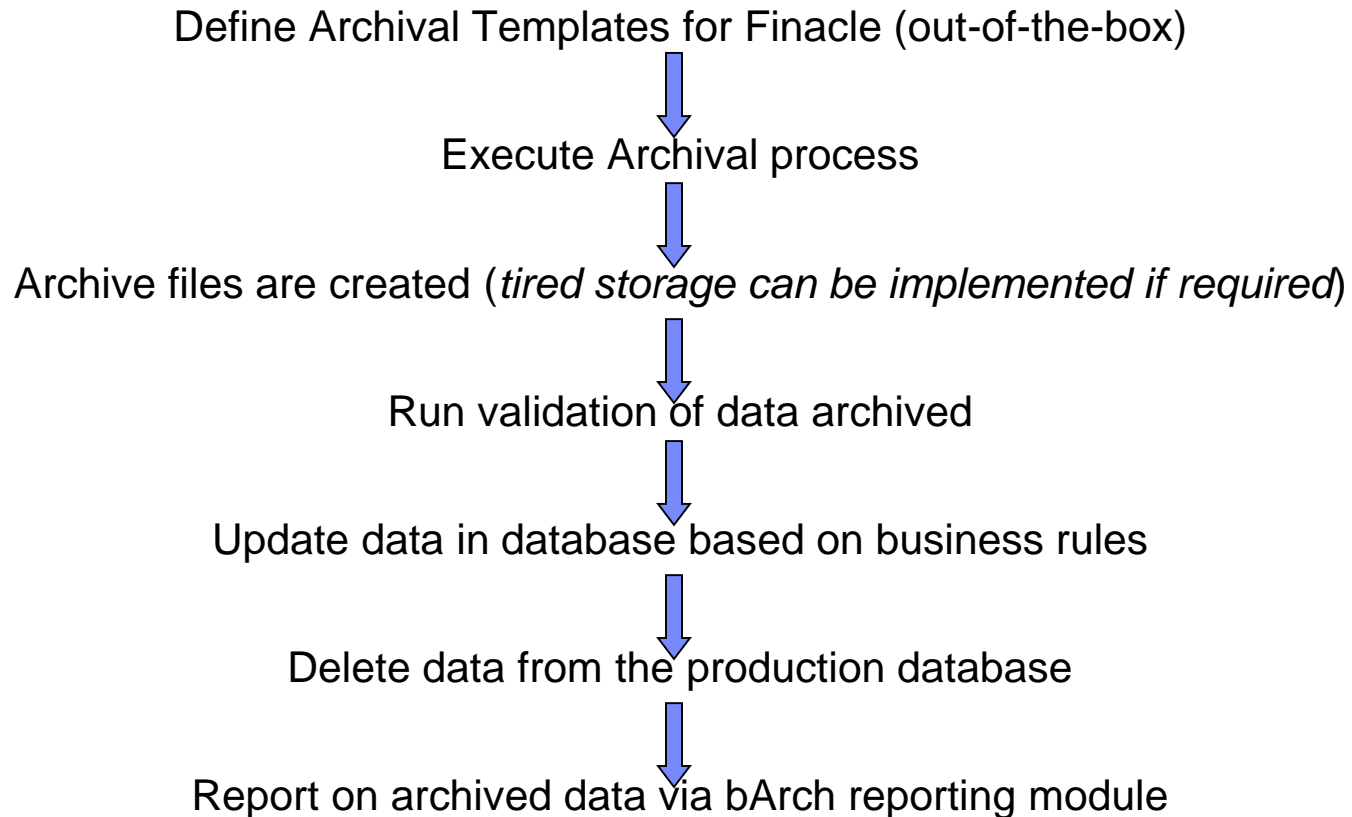 Define Archival Templates for Finacle (out-of-the-box)
Execute Archival process
Archive files are created (tired storage can be implemented if required)
Run validation of data archived
Update data in database based on business rules
Delete data from the production database
Report on archived data via bArch reporting module